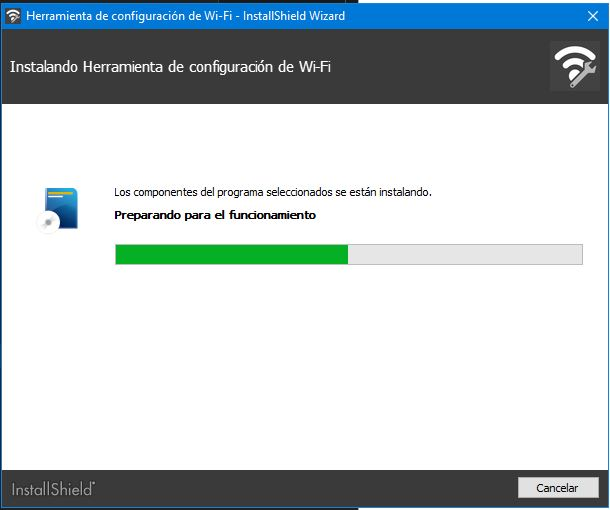 Herramienta de configuración de Wi-Fi - InstallShield Wizard
Instalando Herramienta de configuración de Wi-Fi
Los componentes del programa seleccionados se están instalando.
Preparando para el funcionamiento
InstallShield
Cancelar